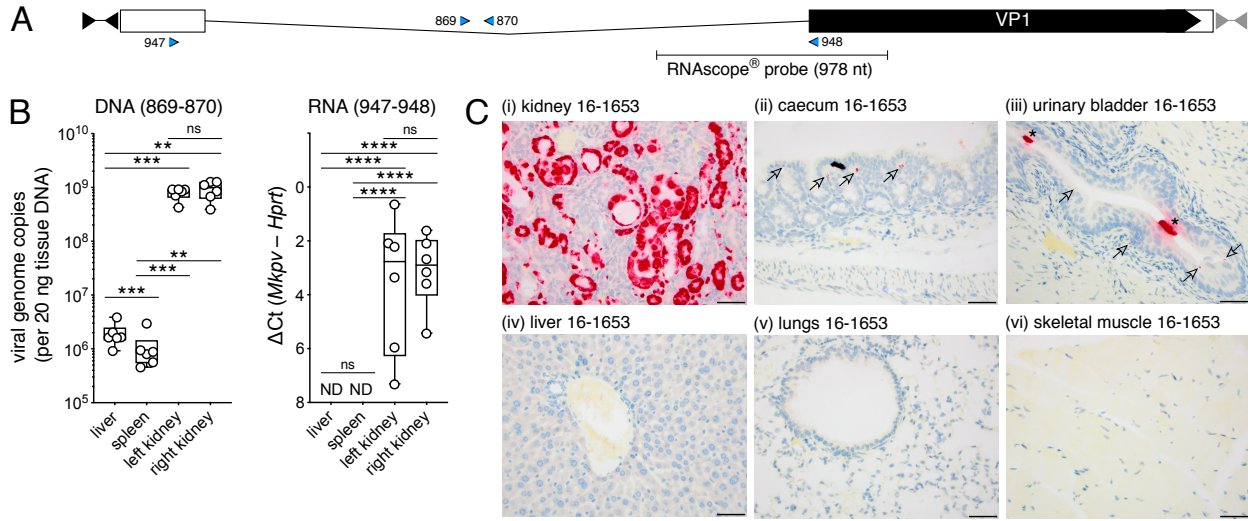 A
869
870
VP1
947
948
RNAscope® probe (978 nt)
B
DNA (869-870)
RNA (947-948)
viral genome copies
(per 20 ng tissue DNA)
10¹⁰
10⁹
10⁸
10⁷
10⁶
10⁵
ns
**
***
**
***
***
liver
spleen
left kidney
right kidney
ΔCt (Mkpv – Hprt)
0
2
4
6
8
ns
****
****
****
****
ns
ND ND
liver
spleen
left kidney
right kidney
C
(i) kidney 16-1653
(ii) caecum 16-1653
(iii) urinary bladder 16-1653
*
*
(iv) liver 16-1653
(v) lungs 16-1653
(vi) skeletal muscle 16-1653